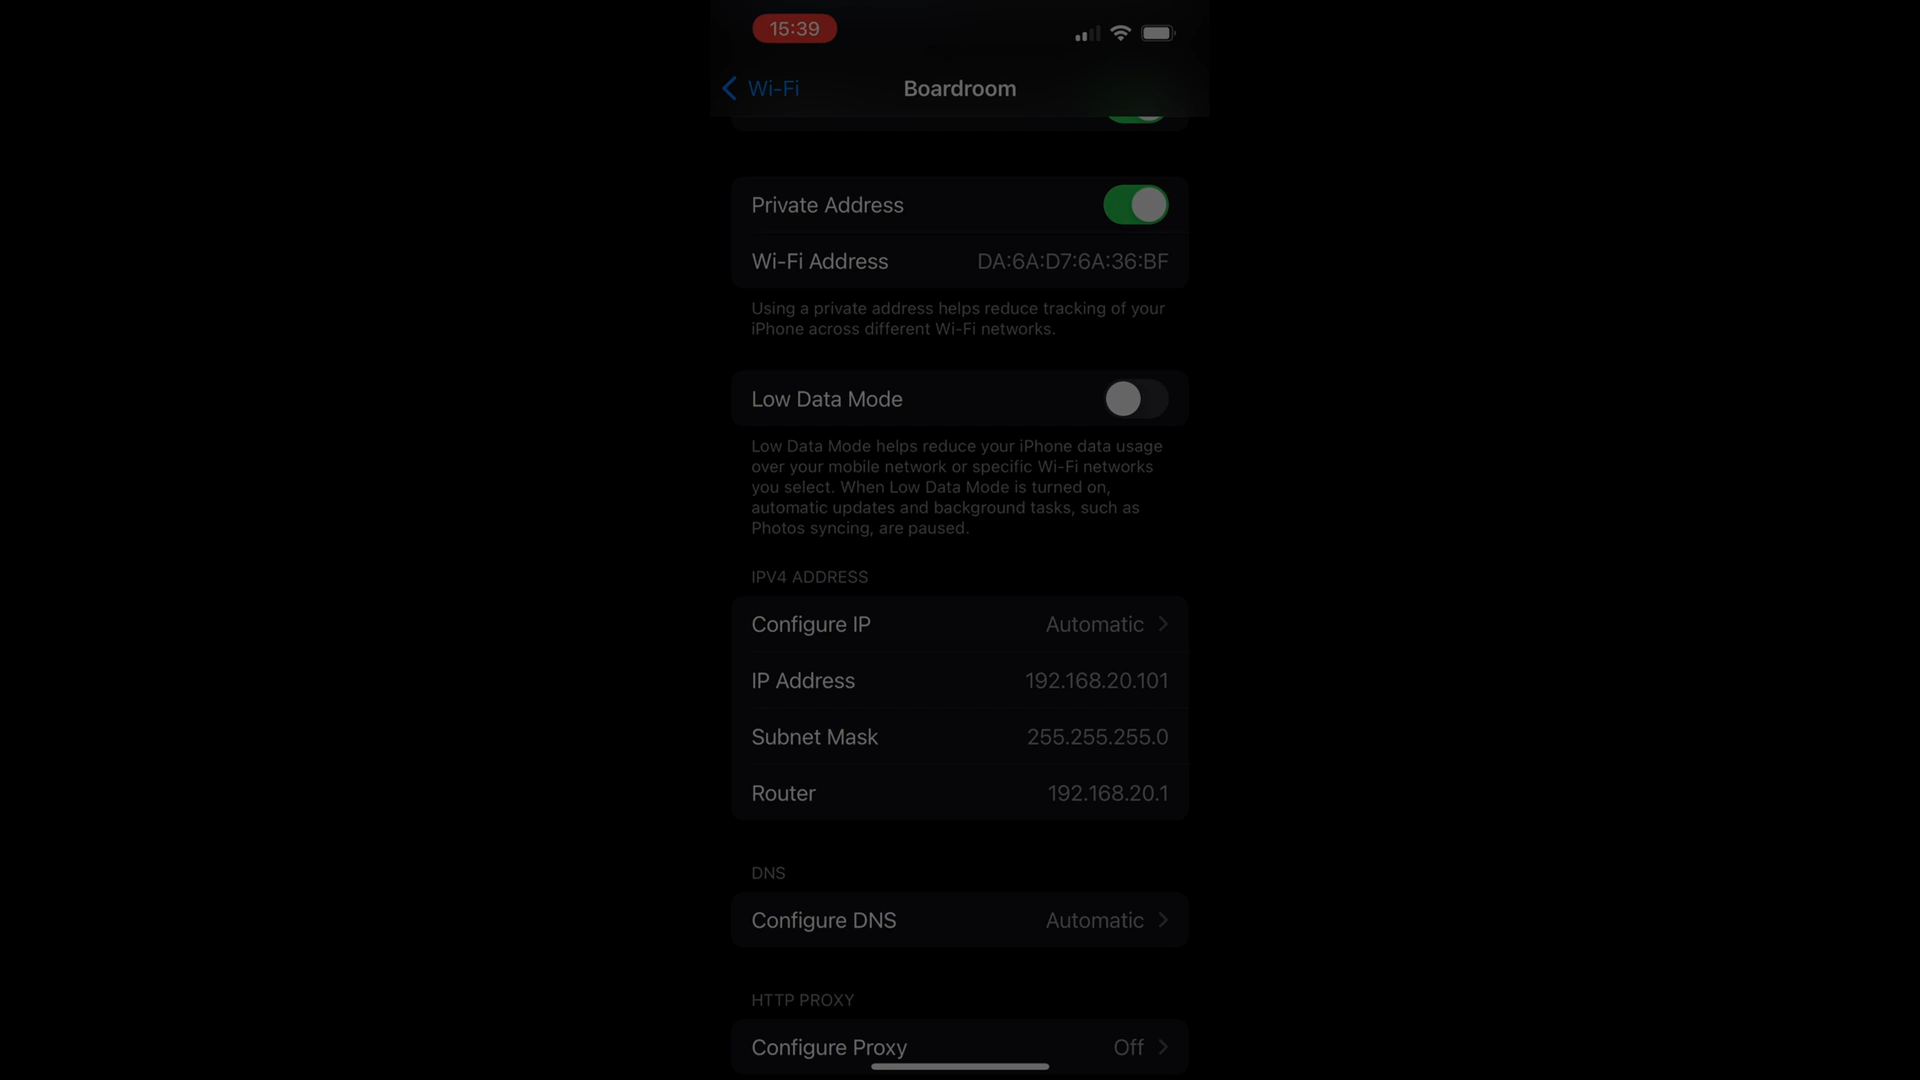 15:39
Wi-Fi
Boardroom
Private Address
Wi-Fi Address DA:6A:D7:6A:36:BF
Using a private address helps reduce tracking of your
iPhone across different Wi-Fi networks.
Low Data Mode
Low Data Mode helps reduce your iPhone data usage
over your mobile network or specific Wi-Fi networks
you select. When Low Data Mode is turned on,
automatic updates and background tasks, such as
Photos syncing, are paused.
IPV4 ADDRESS
Configure IP Automatic
IP Address 192.168.20.101
Subnet Mask 255.255.255.0
Router 192.168.20.1
DNS
Configure DNS Automatic
HTTP PROXY
Configure Proxy Off